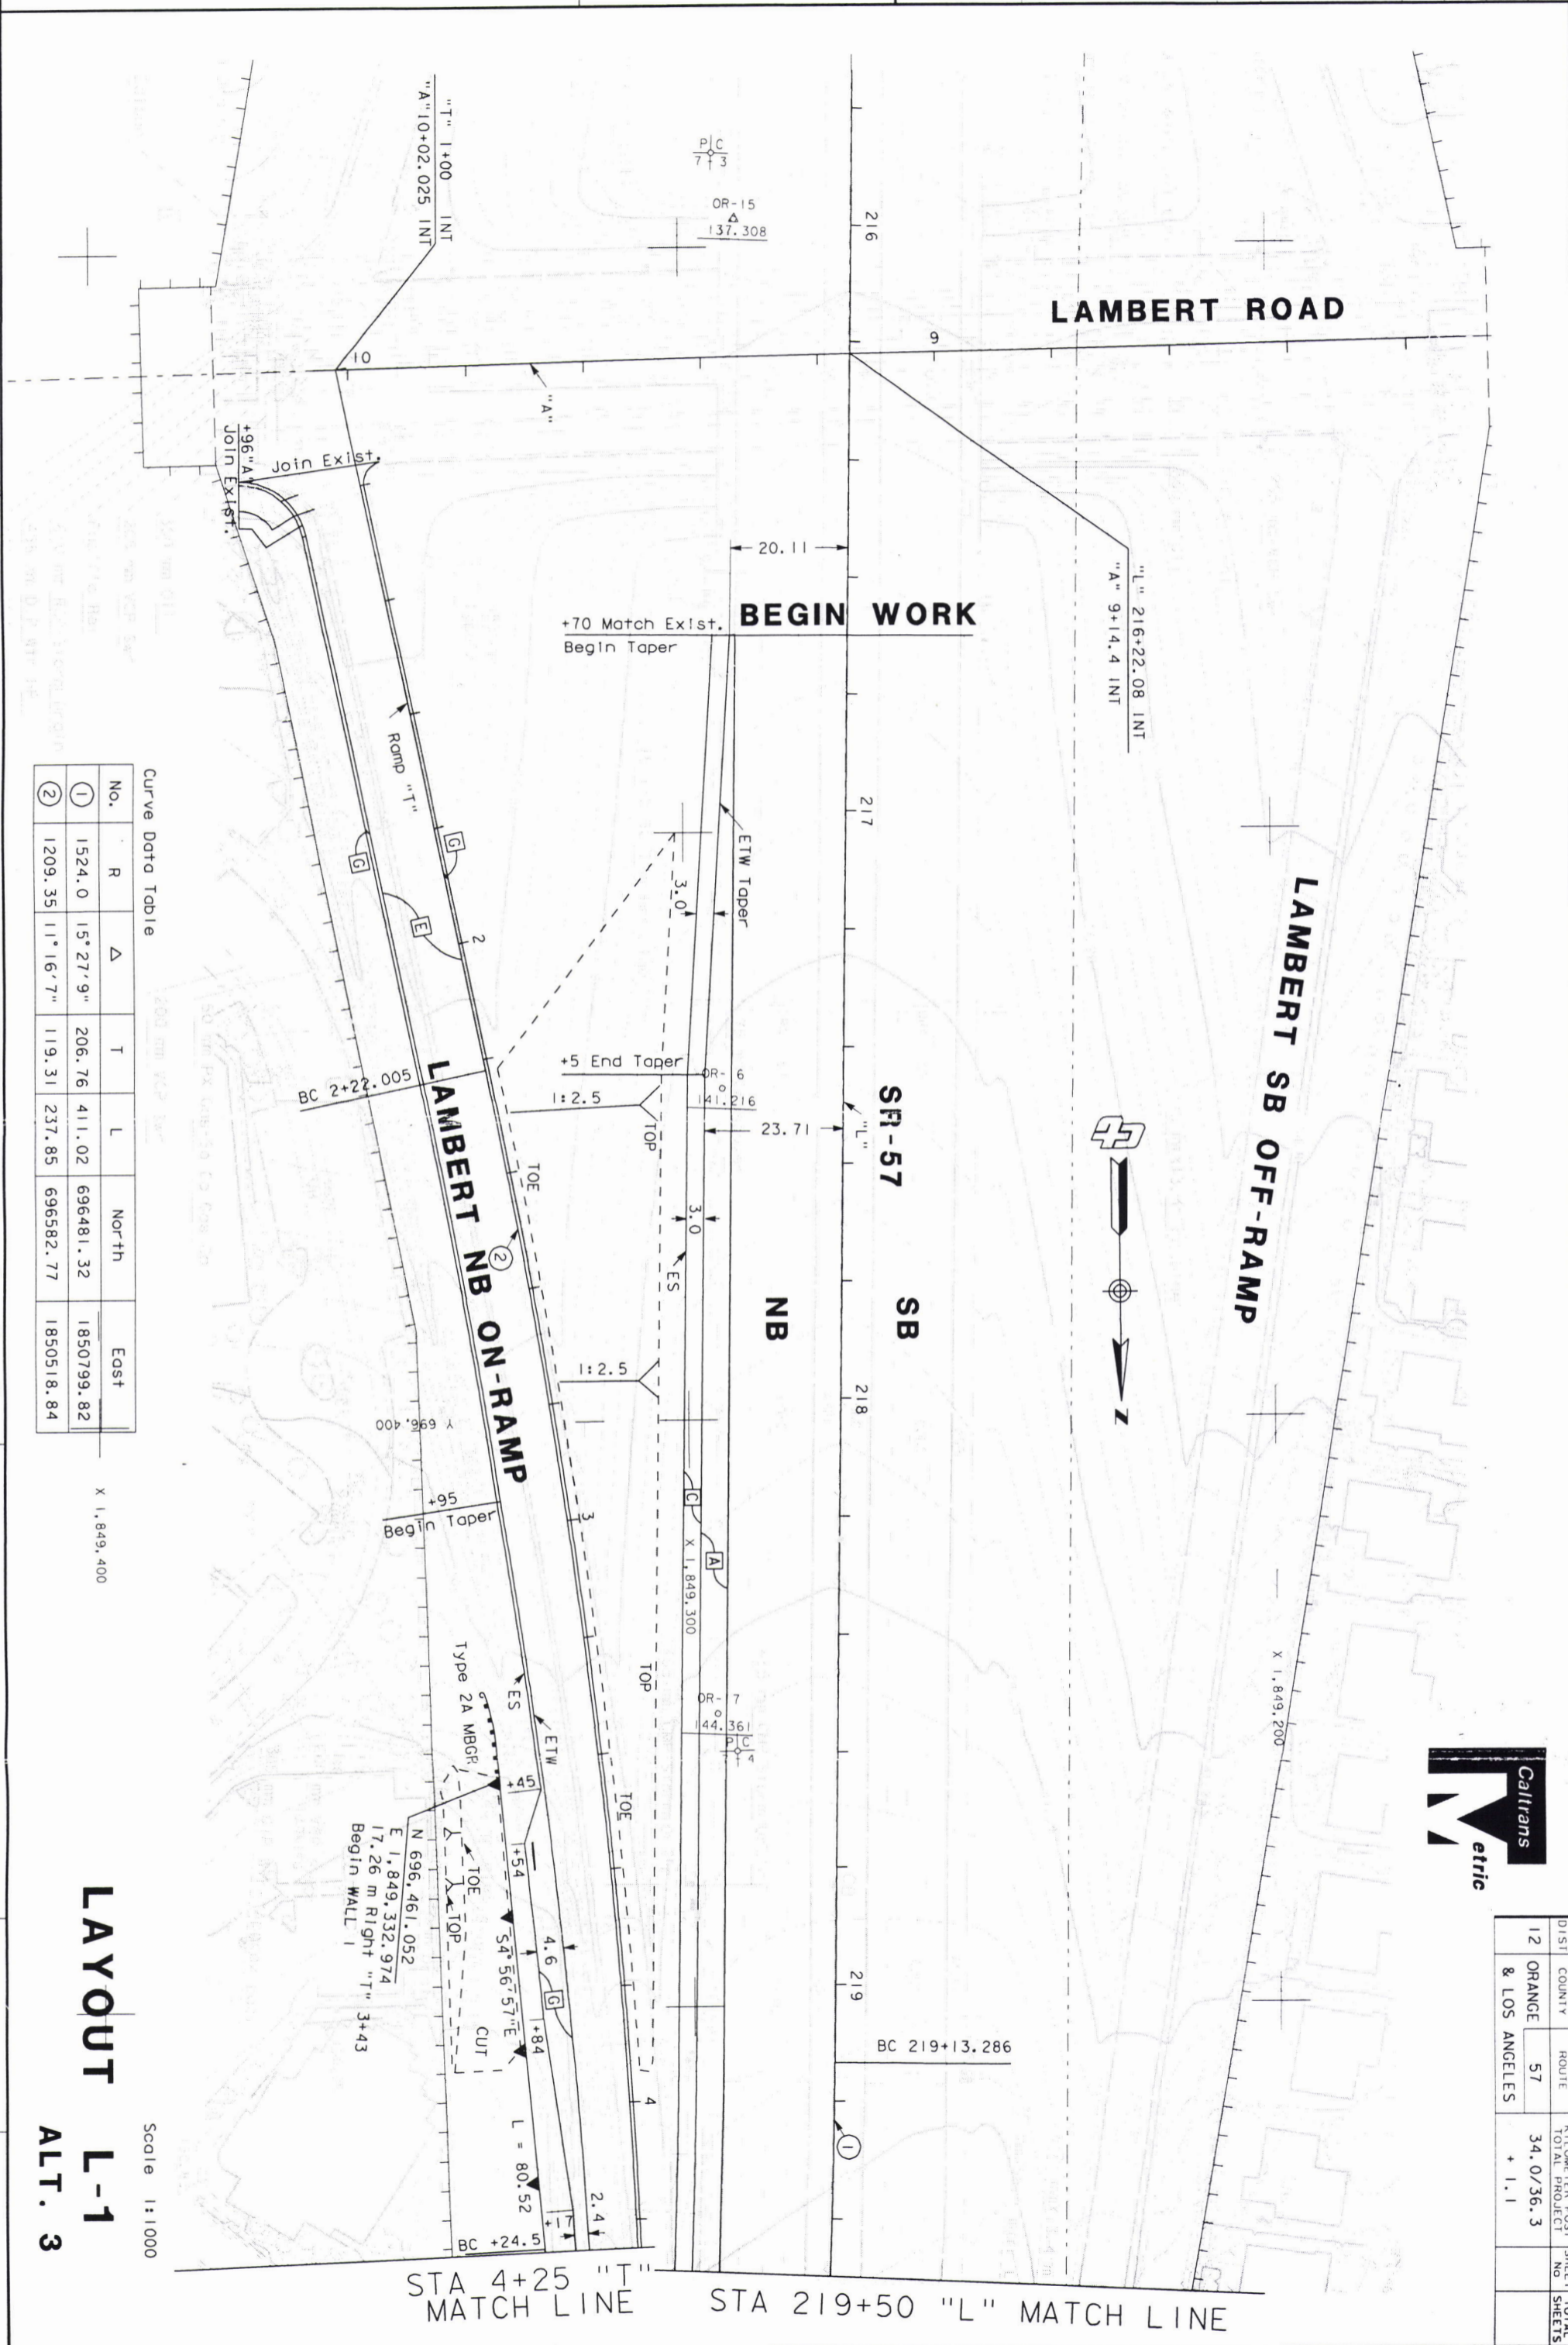 "T" 1+00 INT
"A"10+02.025 INT
P C
7 3
OR-15
137.308
216
LAMBERT ROAD
10
9
"A"
+96"A"
Join Exist.
Join Exist.
20.11
+70 Match Exist.
Begin Taper
BEGIN WORK
"L" 216+22.08 INT
"A" 9+14.4 INT
Ramp "T"
G
G
E
2
217
ETW Taper
3.0
LAMBERT SB OFF-RAMP
+5 End Taper
OR-16
141.216
1:2.5
TOP
BC 2+22.005
23.71
"L"
SR-57
LAMBERT NB ON-RAMP
TOE
2
3.0
ES
NB
SB
N
1:2.5
218
Y 696.400
+95
Begin Taper
3
C
A
X 1,849.300
X 1,849.400
X 1,849.200
TOP
OR-17
144.361
ES
ETW
Type 2A MBGR
+45
TOE
+54
N 696,461.052
E 1,849,332.974
17.26 m Right "T" 3+43
Begin WALL 1
TOE
TOP
S4°56'57"E
4.6
G
+84
CUT
219
BC 219+13.286
1
4
L = 80.52
+17
2.4
BC +24.5
STA 4+25 "T"
MATCH LINE
STA 219+50 "L" MATCH LINE
Curve Data Table
No. R Δ T L North East
1 1524.0 15°27'9" 206.76 411.02 696481.32 1850799.82
2 1209.35 11°16'7" 119.31 237.85 696582.77 1850518.84
Caltrans
Metric
DIST COUNTY ROUTE TOTAL PROJECT No SHEETS
12 ORANGE 57 34.0/36.3
& LOS ANGELES + 1.1
Scale 1:1000
LAYOUT L-1
ALT. 3